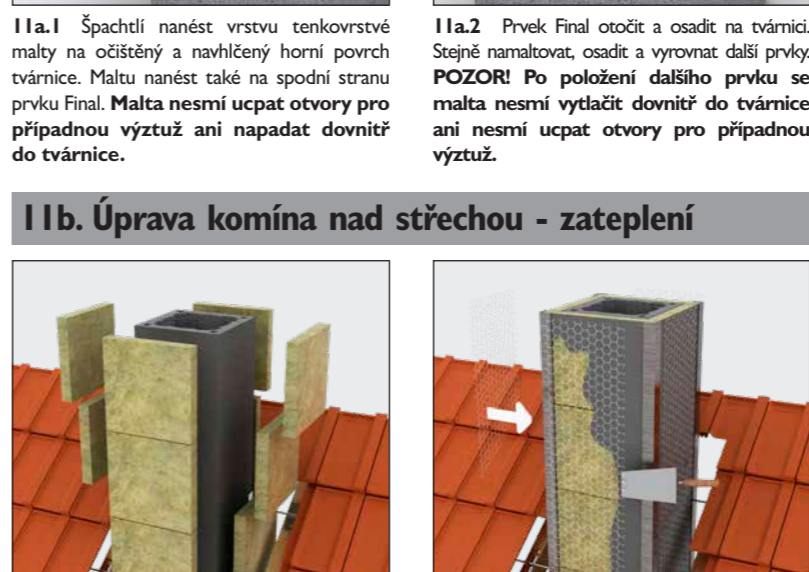 11a.1 Špachtlí nanést vrstvu tenkovrstvé
malty na očištěný a navhlčený horní povrch
tvárnice. Maltu nanést také na spodní stranu
prvku Final. Malta nesmí ucpat otvory pro
případnou výztuž ani napadat dovnitř
do tvárnice.
11a.2 Prvek Final otočit a osadit na tvárnici.
Stejně namaltovat, osadit a vyrovnat další prvky.
POZOR! Po položení dalšího prvku se
malta nesmí vytlačit dovnitř do tvárnice
ani nesmí ucpat otvory pro případnou
výztuž.
11b. Úprava komína nad střechou - zateplení